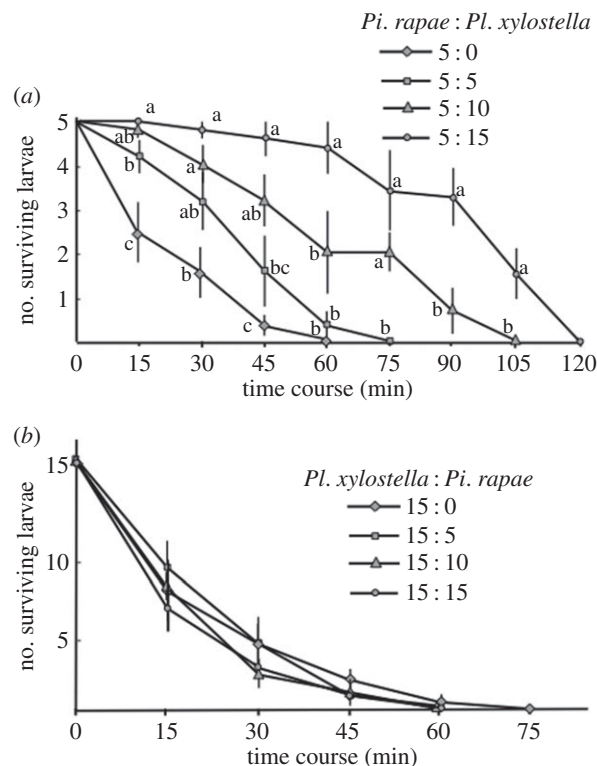 Pi. rapae : Pl. xylostella
5 : 0
5 : 5
5 : 10
5 : 15
(a)
5
4
3
2
1
no. surviving larvae
a
a
a
a
a
a
a
ab
a
ab
b
a
b
b
b
ab
bc
b
b
c
b
c
b
0
15
30
45
60
75
90
105
120
time course (min)
(b)
Pl. xylostella : Pi. rapae
15 : 0
15 : 5
15 : 10
15 : 15
15
10
5
no. surviving larvae
0
15
30
45
60
75
time course (min)